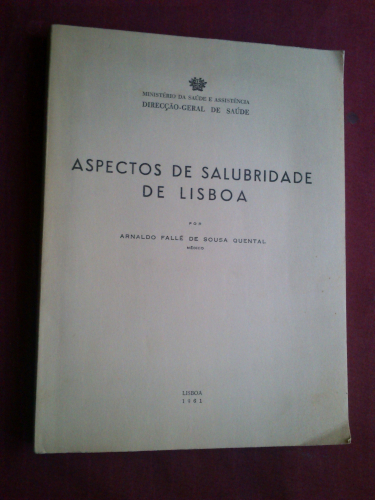 MINISTÉRIO DA SAÚDE E ASSISTÊNCIA
DIRECÇÃO-GERAL DE SAÚDE
ASPECTOS DE SALUBRIDADE
DE LISBOA
POR
ARNALDO FALLÉ DE SOUSA QUENTAL
MÉDICO
LISBOA
1961